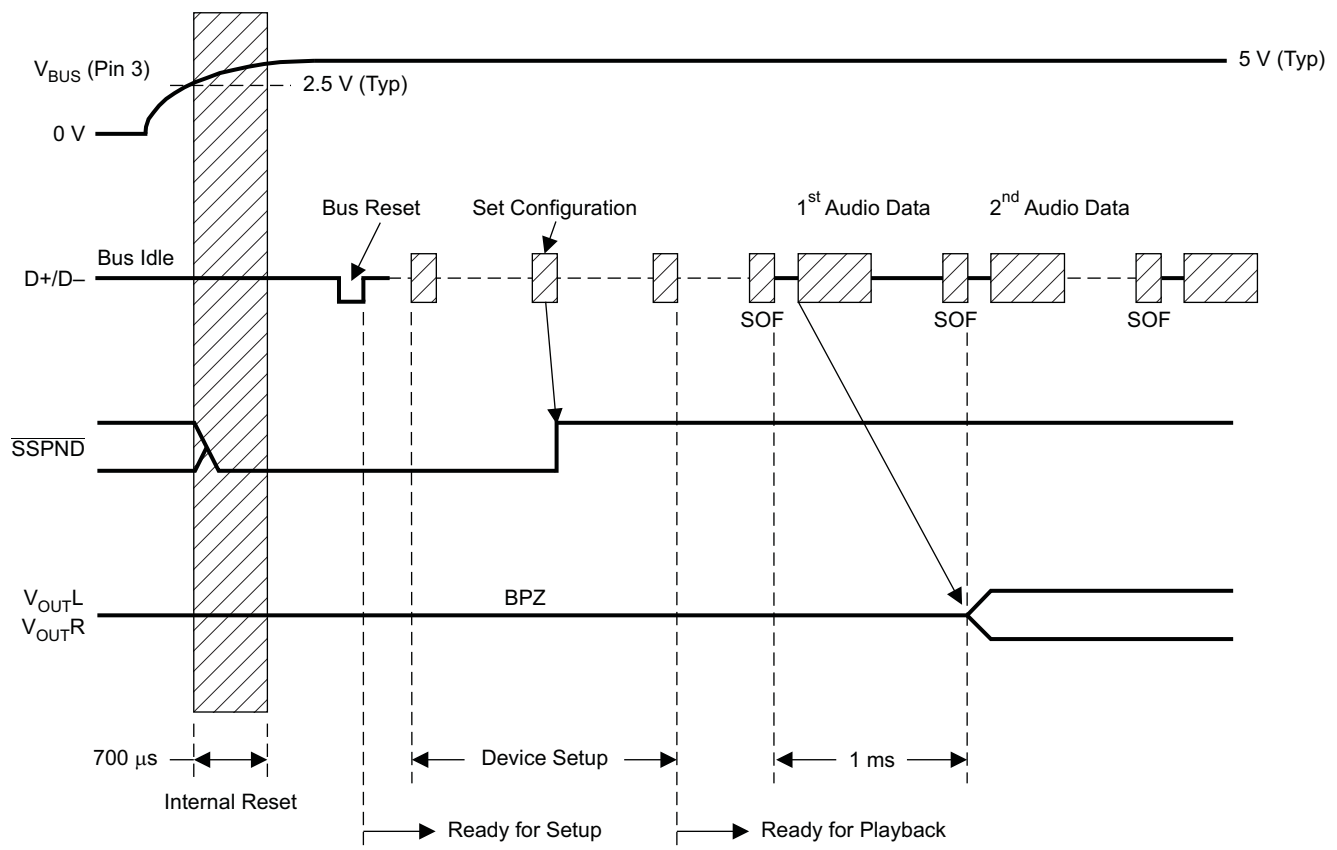 V_BUS (Pin 3)
5 V (Typ)
2.5 V (Typ)
0 V
Bus Reset
Set Configuration
1st Audio Data
2nd Audio Data
Bus Idle
D+/D–
SOF
SOF
SOF
SSPND
V_OUTL
V_OUTR
BPZ
700 μs
Device Setup
1 ms
Internal Reset
Ready for Setup
Ready for Playback